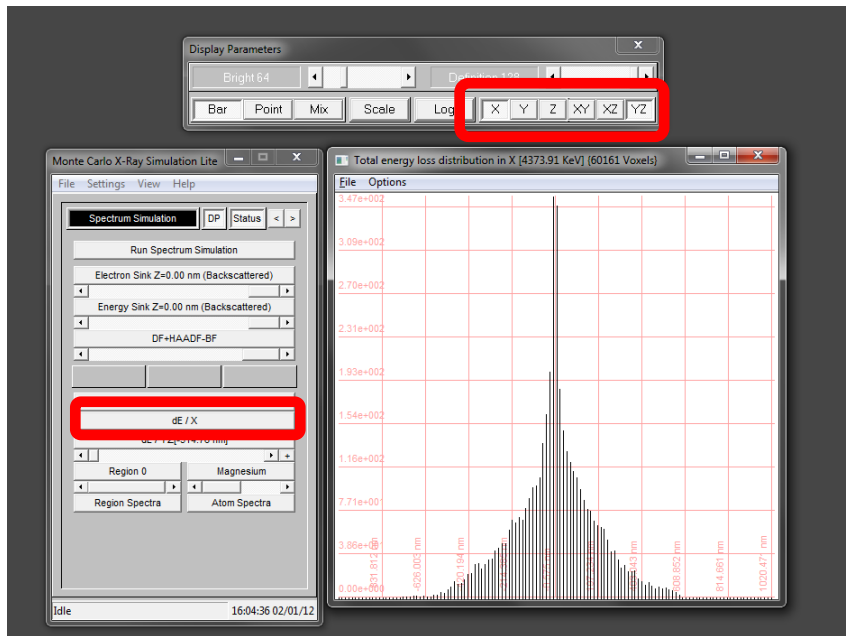 Display Parameters
X
Bright 64
Definition 128
Bar Point Mix Scale Log X Y Z XY XZ YZ
Monte Carlo X-Ray Simulation Lite
File Settings View Help
Spectrum Simulation DP Status < >
Run Spectrum Simulation
Electron Sink Z=0.00 nm (Backscattered)
Energy Sink Z=0.00 nm (Backscattered)
DF+HAADF-BF
dE / X
Region 0 Magnesium
Region Spectra Atom Spectra
Idle 16:04:36 02/01/12
Total energy loss distribution in X [4373.91 KeV] (60161 Voxels)
File Options
3.47e+002
3.09e+002
2.70e+002
2.31e+002
1.93e+002
1.54e+002
1.16e+002
7.71e+001
0.00e+000
-626.003 nm
808.852 nm
814.661 nm
1020.471 nm